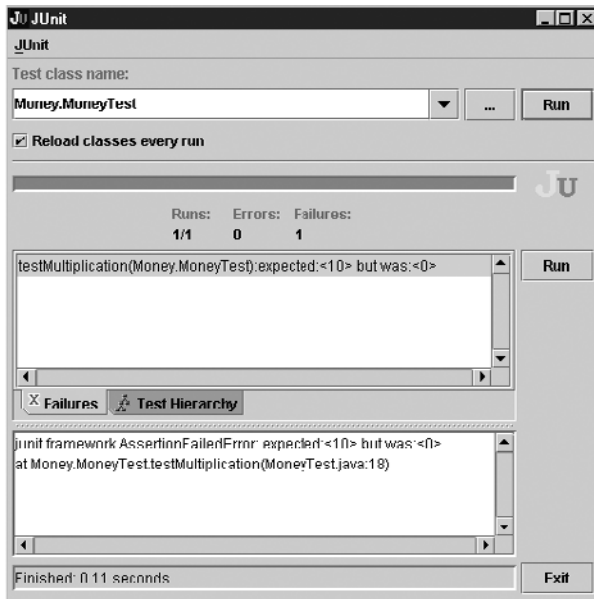 JU JUnit
JUnit
Test class name:
Money.MoneyTest
... Run
Reload classes every run
JU
Runs: Errors: Failures:
1/1 0 1
testMultiplication(Money.MoneyTest):expected:<10> but was:<0>
Run
X Failures Test Hierarchy
junit.framework.AssertionFailedError: expected:<10> but was:<0>
at Money.MoneyTest.testMultiplication(MoneyTest.java:18)
Finished: 0.11 seconds
Exit